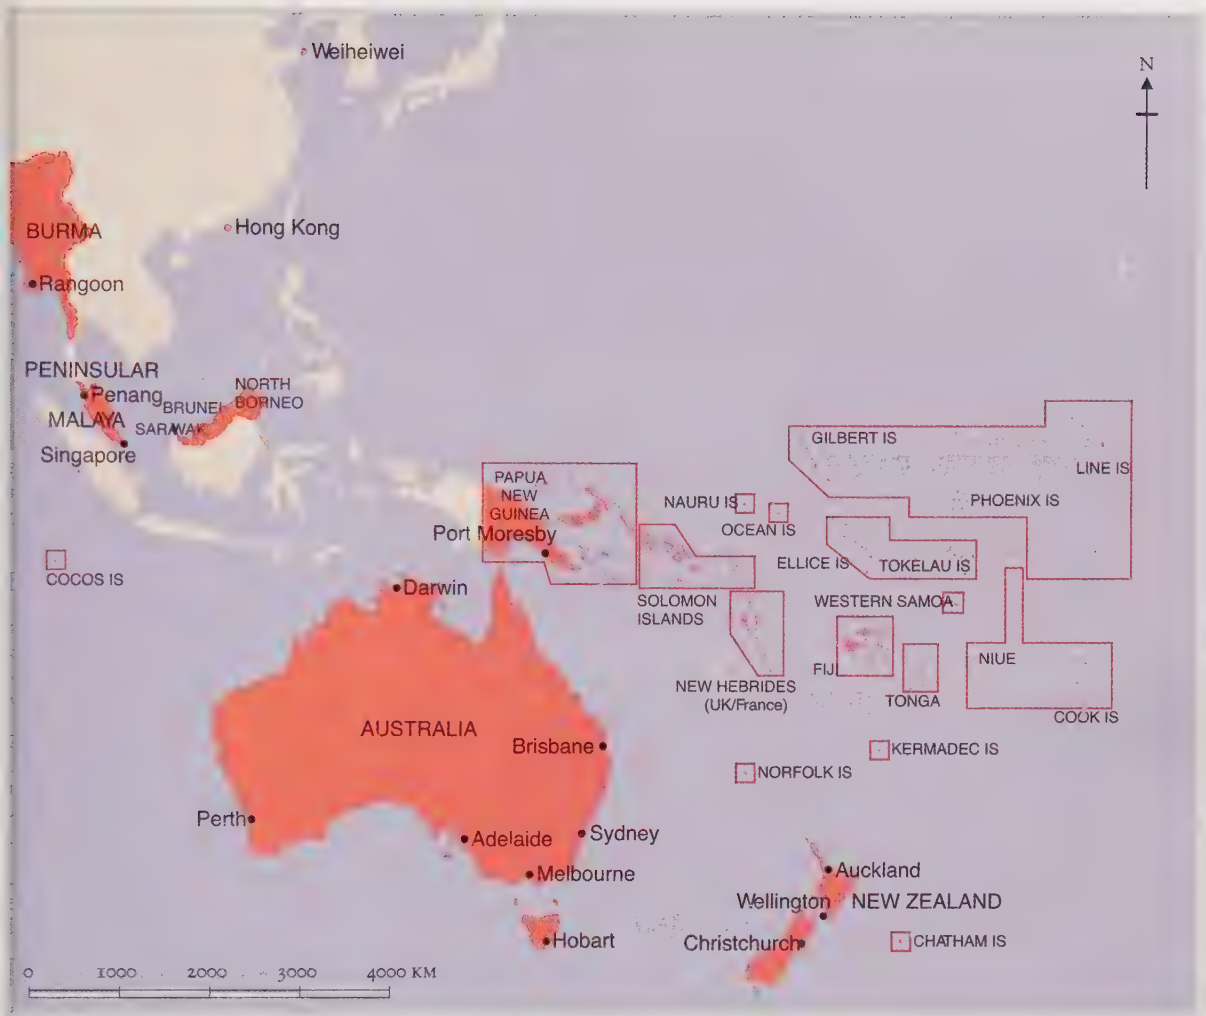 Weiheiwei
N
BURMA
Hong Kong
Rangoon
PENINSULAR
MALAYA
Penang
Singapore
NORTH
BORNEO
BRUNEI
SARAWAK
GILBERT IS
LINE IS
PHOENIX IS
PAPUA
NEW
GUINEA
Port Moresby
NAURU IS
OCEAN IS
ELLICE IS
TOKELAU IS
COCOS IS
Darwin
SOLOMON
ISLANDS
WESTERN SAMOA
NEW HEBRIDES
(UK/France)
FIJI
TONGA
NIUE
COOK IS
AUSTRALIA
Brisbane
KERMADEC IS
NORFOLK IS
Perth
Adelaide
Sydney
Melbourne
Auckland
Wellington
NEW ZEALAND
Hobart
Christchurch
CHATHAM IS
0 1000 2000 3000 4000 KM